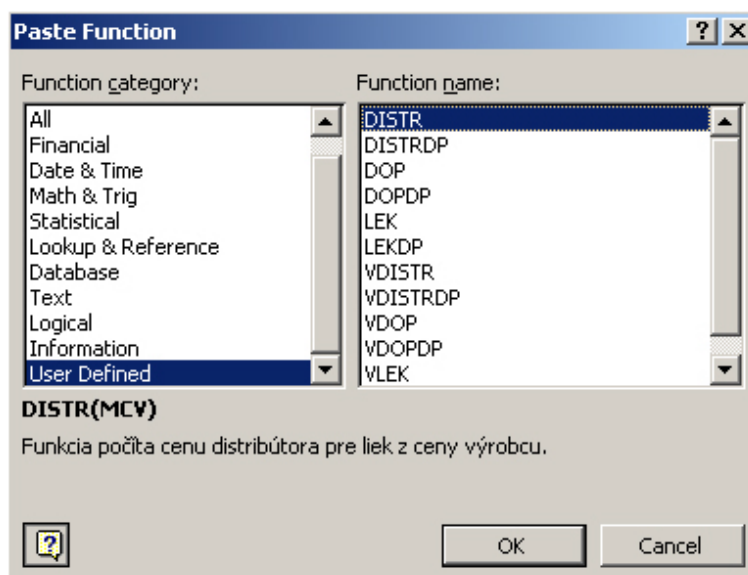 Paste Function
Function category:
All
Financial
Date & Time
Math & Trig
Statistical
Lookup & Reference
Database
Text
Logical
Information
User Defined
Function name:
DISTR
DISTRDP
DOP
DOPDP
LEK
LEKDP
VDISTR
VDISTRDP
VDOP
VDOPDP
VLEK
DISTR(MCV)
Funkcia počíta cenu distribútora pre liek z ceny výrobcu.
OK
Cancel